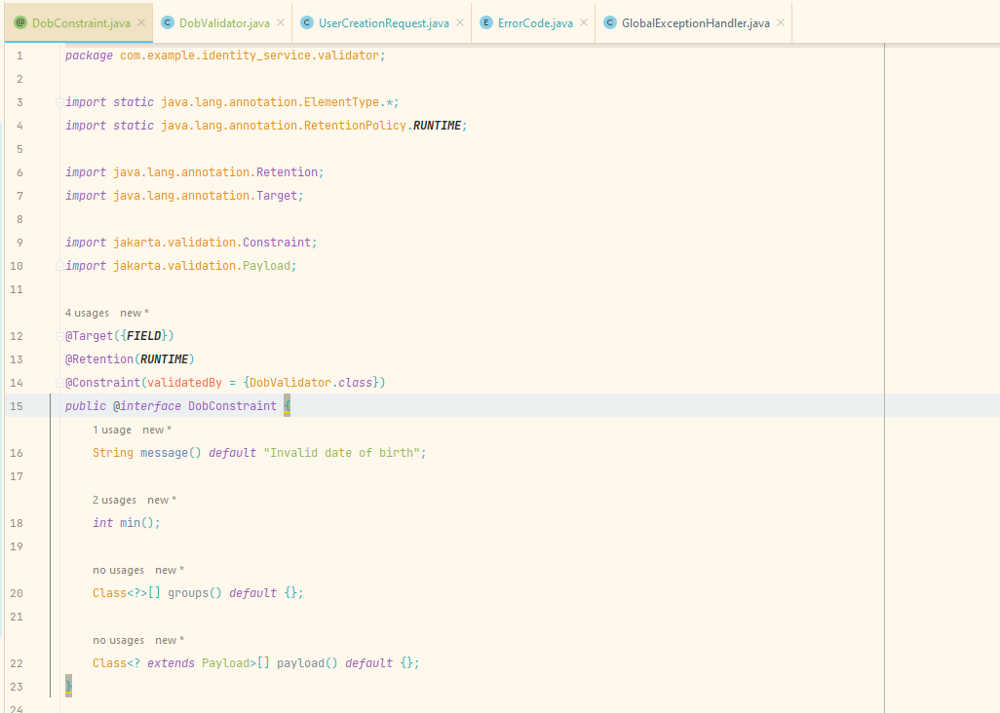 DobConstraint.java DobValidator.java UserCreationRequest.java ErrorCode.java GlobalExceptionHandler.java
1 package com.example.identity_service.validator;
2
3 import static java.lang.annotation.ElementType.*;
4 import static java.lang.annotation.RetentionPolicy.RUNTIME;
5
6 import java.lang.annotation.Retention;
7 import java.lang.annotation.Target;
8
9 import jakarta.validation.Constraint;
10 import jakarta.validation.Payload;
11
4 usages new *
12 @Target({FIELD})
13 @Retention(RUNTIME)
14 @Constraint(validatedBy = {DobValidator.class})
15 public @interface DobConstraint {
1 usage new *
16 String message() default "Invalid date of birth";
17
2 usages new *
18 int min();
19
no usages new *
20 Class<?>[] groups() default {};
21
no usages new *
22 Class<? extends Payload>[] payload() default {};
23 }
24